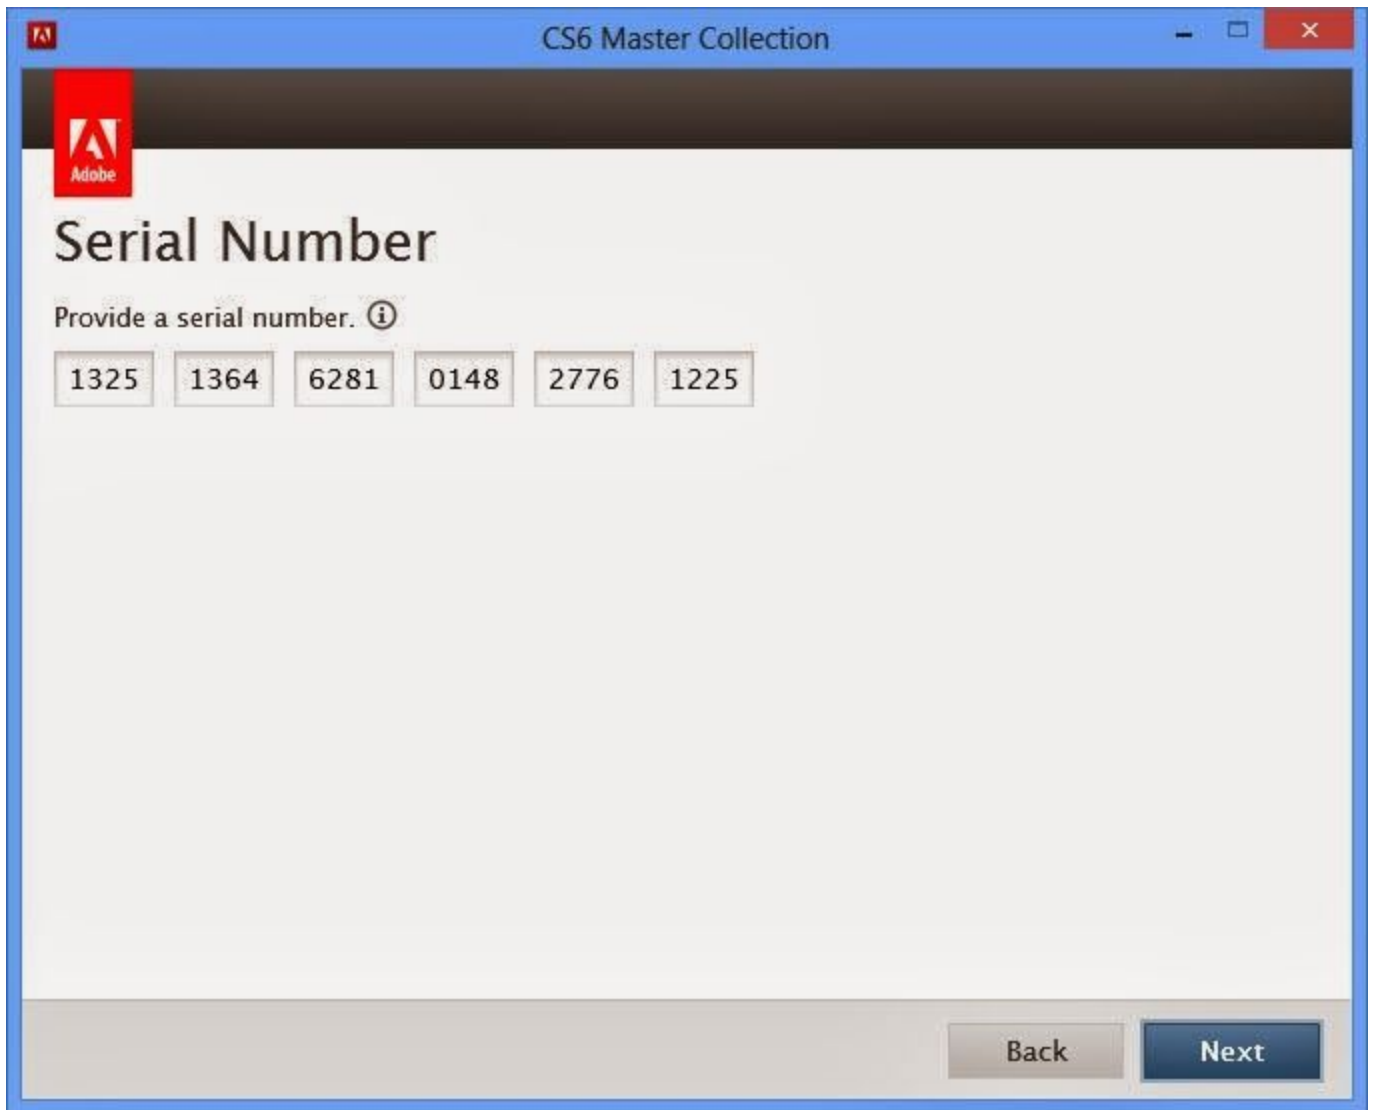 CS6 Master Collection
Adobe
Serial Number
Provide a serial number.
1325 1364 6281 0148 2776 1225
Back Next